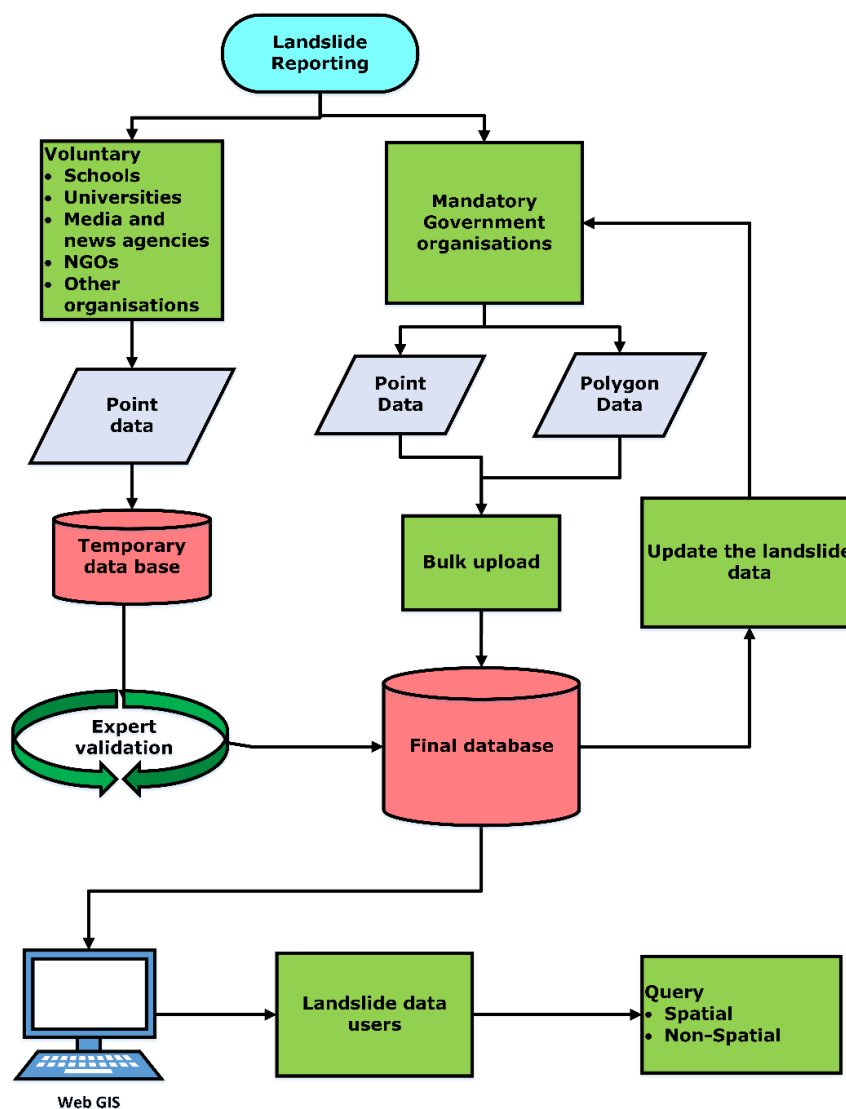 Landslide
Reporting
Voluntary
• Schools
• Universities
• Media and
news agencies
• NGOs
• Other
organisations
Mandatory
Government
organisations
Point
data
Point
Data
Polygon
Data
Temporary
data base
Bulk upload
Update the landslide
data
Expert
validation
Final database
Web GIS
Landslide data
users
Query
• Spatial
• Non-Spatial